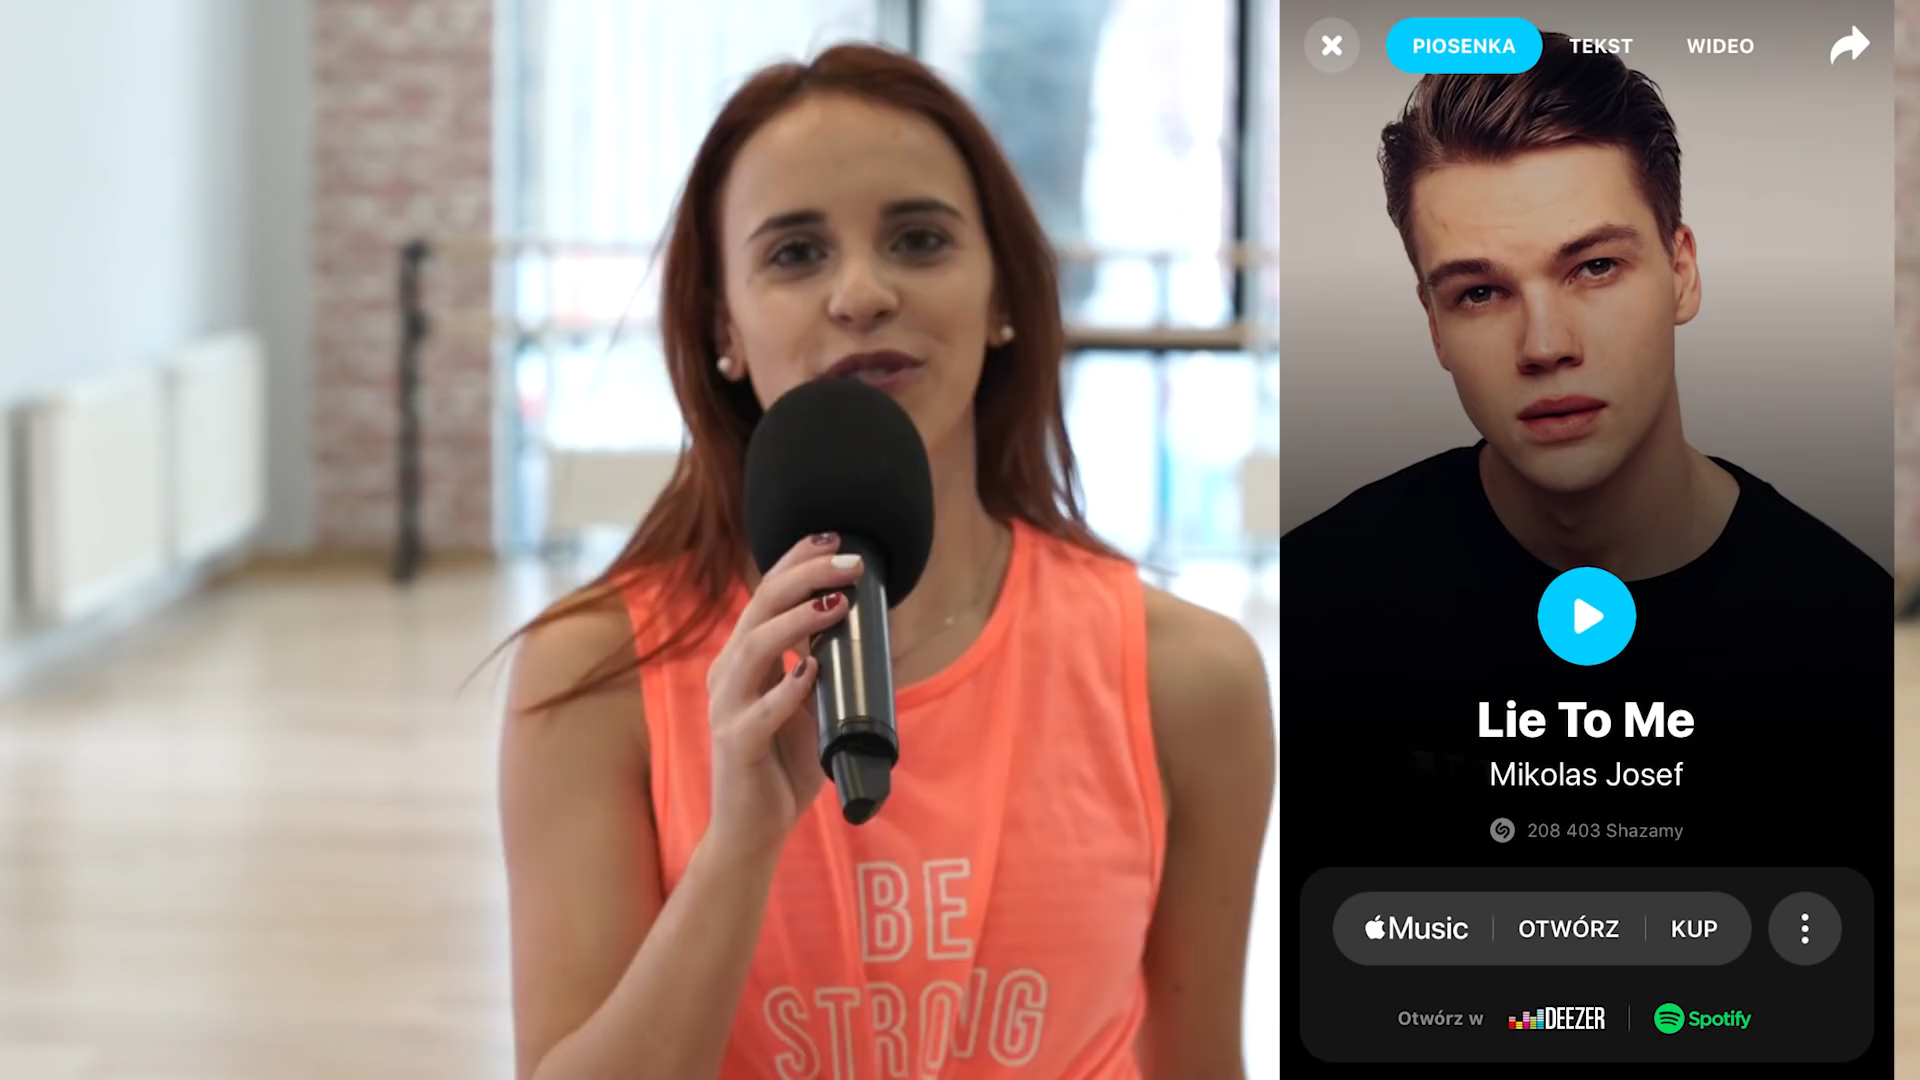 PIOSENKA TEKST WIDEO
Lie To Me
Mikolas Josef
208 403 Shazamy
Music OTWÓRZ KUP
Otwórz w DEEZER Spotify
BE
STRONG